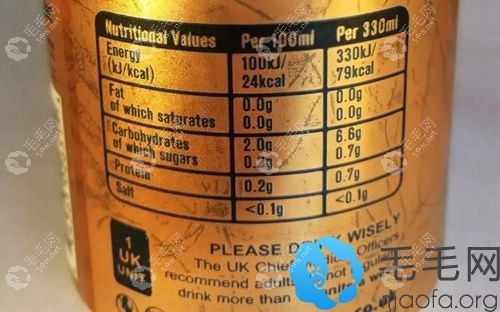 Nutritional Values Per 100ml Per 330ml
Energy 100kJ/ 330kJ/
(kJ/kcal) 24kcal 79kcal
Fat 0.0g 0.0g
of which saturates 0.0g 0.0g
Carbohydrates 2.0g 6.6g
of which sugars 0.2g 0.7g
Protein 0.2g 0.7g
Salt <0.1g <0.1g
1
UK
UNIT
PLEASE WISELY
The UK Chief Officers
recommend adults not
drink more than
毛毛网
maofa.org